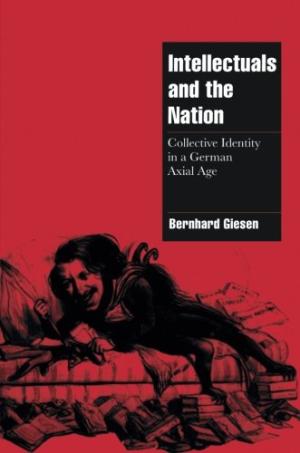 Intellectuals
and the
Nation
Collective Identity
in a German
Axial Age
Bernhard Giesen